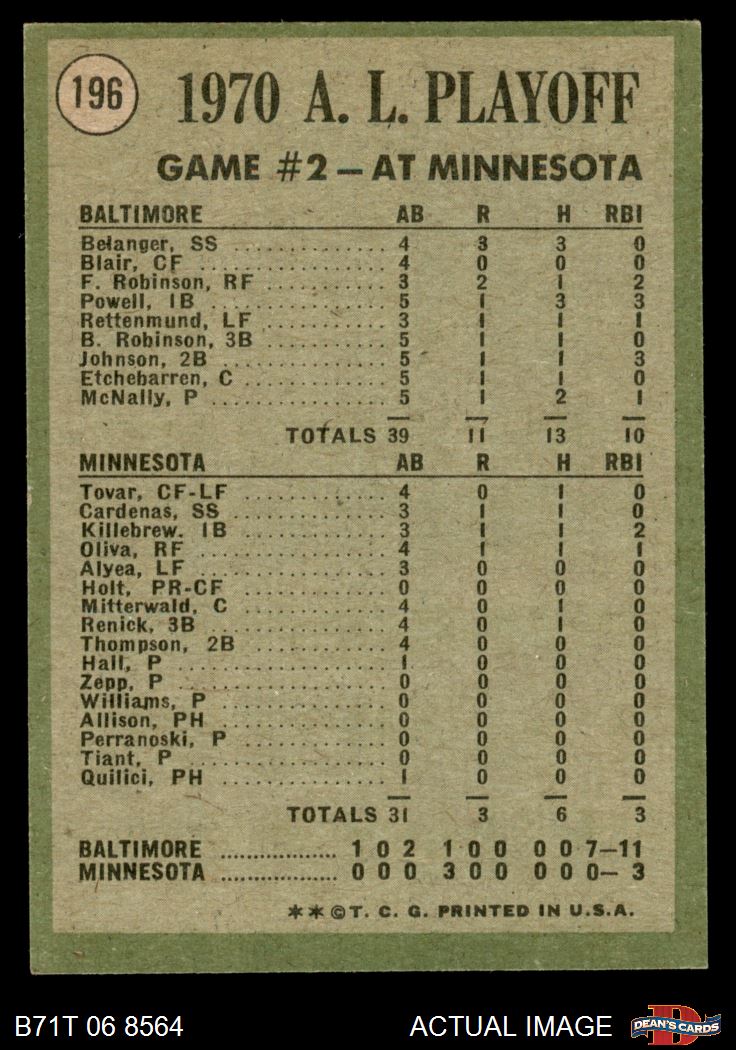 196
1970 A. L. PLAYOFF
GAME #2 – AT MINNESOTA
BALTIMORE AB R H RBI
Belanger, SS .............. 4 3 3 0
Blair, CF .............. 4 0 0 0
F. Robinson, RF .............. 3 2 1 2
Powell, 1B .............. 5 1 3 3
Rettenmund, LF .............. 3 1 1 1
B. Robinson, 3B .............. 5 1 1 0
Johnson, 2B .............. 5 1 1 3
Etchebarren, C .............. 5 1 1 0
McNally, P .............. 5 1 2 1
TOTALS 39 11 13 10
MINNESOTA AB R H RBI
Tovar, CF-LF .............. 4 0 1 0
Cardenas, SS .............. 3 1 1 0
Killebrew. 1B .............. 3 1 1 2
Oliva, RF .............. 4 1 1 1
Alyea, LF .............. 3 0 0 0
Holt, PR-CF .............. 0 0 0 0
Mitterwald, C .............. 4 0 1 0
Renick, 3B .............. 4 0 1 0
Thompson, 2B .............. 4 0 0 0
Hall, P .............. 1 0 0 0
Zepp, P .............. 0 0 0 0
Williams, P .............. 0 0 0 0
Allison, PH .............. 0 0 0 0
Perranoski, P .............. 0 0 0 0
Tiant, P .............. 0 0 0 0
Quilici, PH .............. 1 0 0 0
TOTALS 31 3 6 3
BALTIMORE ................. 1 0 2 1 0 0 0 0 7–11
MINNESOTA ................. 0 0 0 3 0 0 0 0 0– 3
**©T. C. G. PRINTED IN U.S.A.
B71T 06 8564 ACTUAL IMAGE
D
DEAN'S CARDS